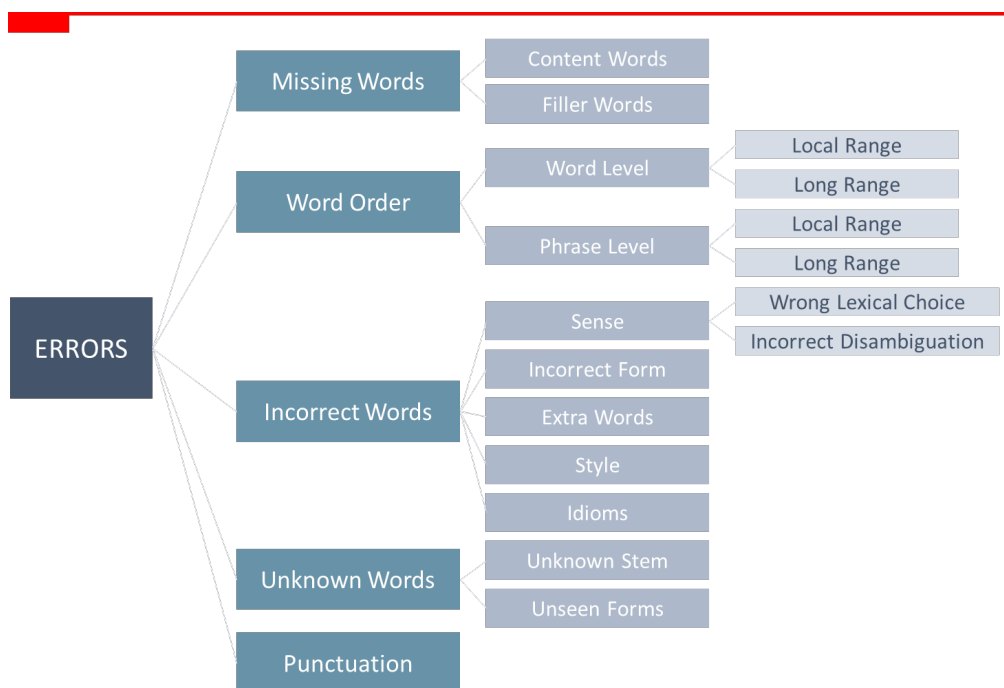 ERRORS
Missing Words
Content Words
Filler Words
Word Order
Word Level
Local Range
Long Range
Phrase Level
Local Range
Long Range
Incorrect Words
Sense
Wrong Lexical Choice
Incorrect Disambiguation
Incorrect Form
Extra Words
Style
Idioms
Unknown Words
Unknown Stem
Unseen Forms
Punctuation